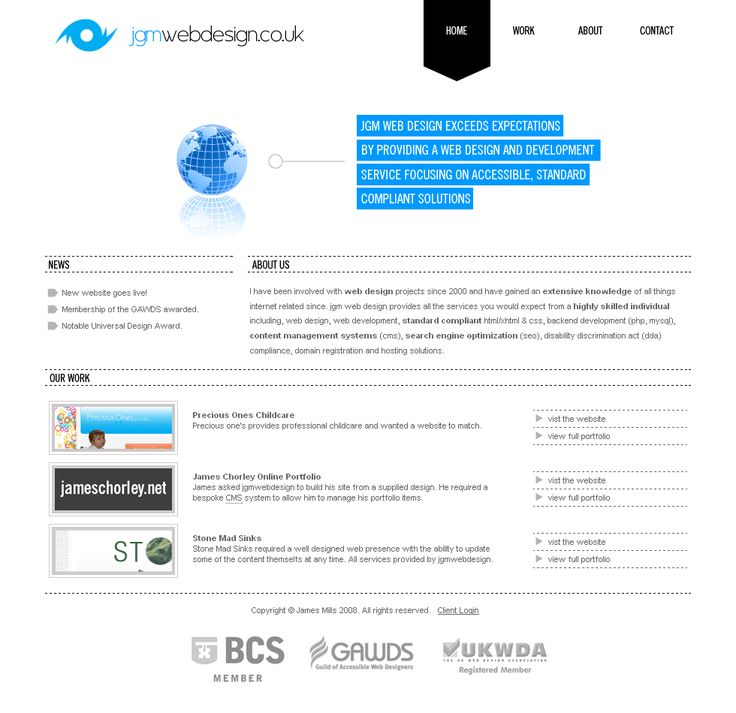 jgmwebdesign.co.uk
HOME
WORK
ABOUT
CONTACT
JGM WEB DESIGN EXCEEDS EXPECTATIONS
BY PROVIDING A WEB DESIGN AND DEVELOPMENT
SERVICE FOCUSING ON ACCESSIBLE, STANDARD
COMPLIANT SOLUTIONS
NEWS
New website goes live!
Membership of the GAWDS awarded.
Notable Universal Design Award.
ABOUT US
I have been involved with web design projects since 2000 and have gained an extensive knowledge of all things
internet related since. jgm web design provides all the services you would expect from a highly skilled individual
including, web design, web development, standard compliant html/xhtml & css, backend development (php, mysql),
content management systems (cms), search engine optimization (seo), disability discrimination act (dda)
compliance, domain registration and hosting solutions.
OUR WORK
Precious Ones
Precious Ones Childcare
Precious one's provides professional childcare and wanted a website to match.
vist the website
view full portfolio
jameschorley.net
James Chorley Online Portfolio
James asked jgmwebdesign to build his site from a supplied design. He required a
bespoke CMS system to allow him to manage his portfolio items.
vist the website
view full portfolio
ST
Stone Mad Sinks
Stone Mad Sinks required a well designed web presence with the ability to update
some of the content themselfs at any time. All services provided by jgmwebdesign.
vist the website
view full portfolio
Copyright © James Mills 2008. All rights reserved. Client Login
BCS
MEMBER
GAWDS
Guild of Accessible Web Designers
UKWDA
THE UK WEB DESIGN ASSOCIATION
Registered Member